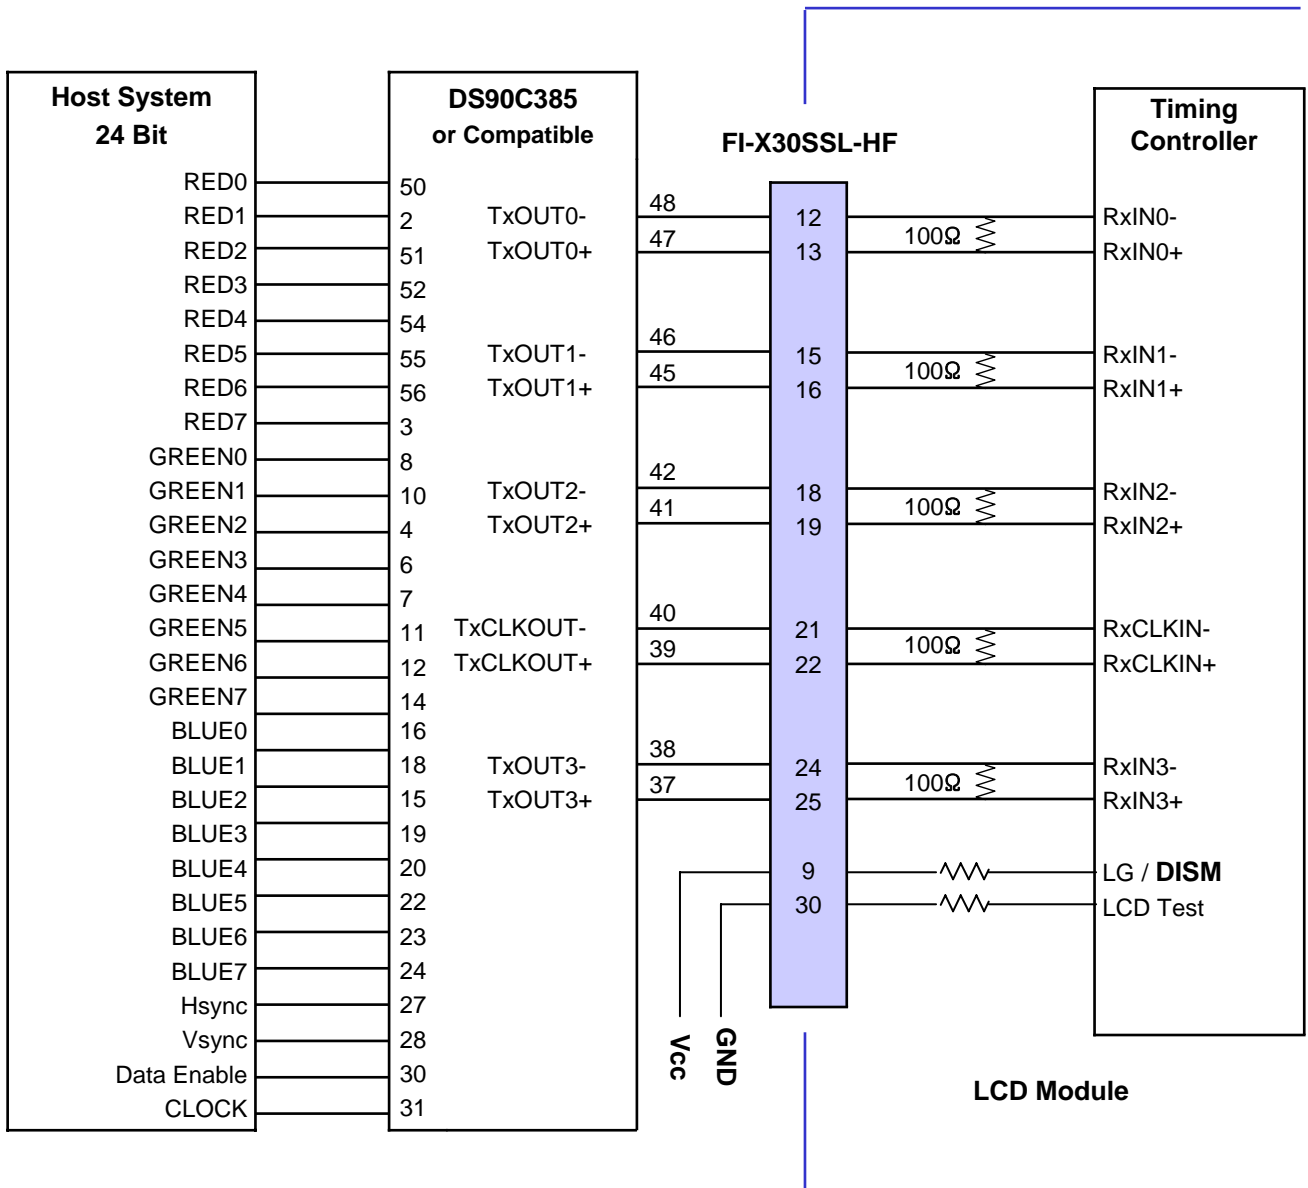 Host System
24 Bit
RED0
RED1
RED2
RED3
RED4
RED5
RED6
RED7
GREEN0
GREEN1
GREEN2
GREEN3
GREEN4
GREEN5
GREEN6
GREEN7
BLUE0
BLUE1
BLUE2
BLUE3
BLUE4
BLUE5
BLUE6
BLUE7
Hsync
Vsync
Data Enable
CLOCK
DS90C385
or Compatible
50
2
51
52
54
55
56
3
8
10
4
6
7
11
12
14
16
18
15
19
20
22
23
24
27
28
30
31
TxOUT0-
TxOUT0+
TxOUT1-
TxOUT1+
TxOUT2-
TxOUT2+
TxCLKOUT-
TxCLKOUT+
TxOUT3-
TxOUT3+
48
47
46
45
42
41
40
39
38
37
Vcc
GND
FI-X30SSL-HF
12
13
15
16
18
19
21
22
24
25
9
30
100Ω
100Ω
100Ω
100Ω
100Ω
Timing
Controller
RxIN0-
RxIN0+
RxIN1-
RxIN1+
RxIN2-
RxIN2+
RxCLKIN-
RxCLKIN+
RxIN3-
RxIN3+
LG / DISM
LCD Test
LCD Module